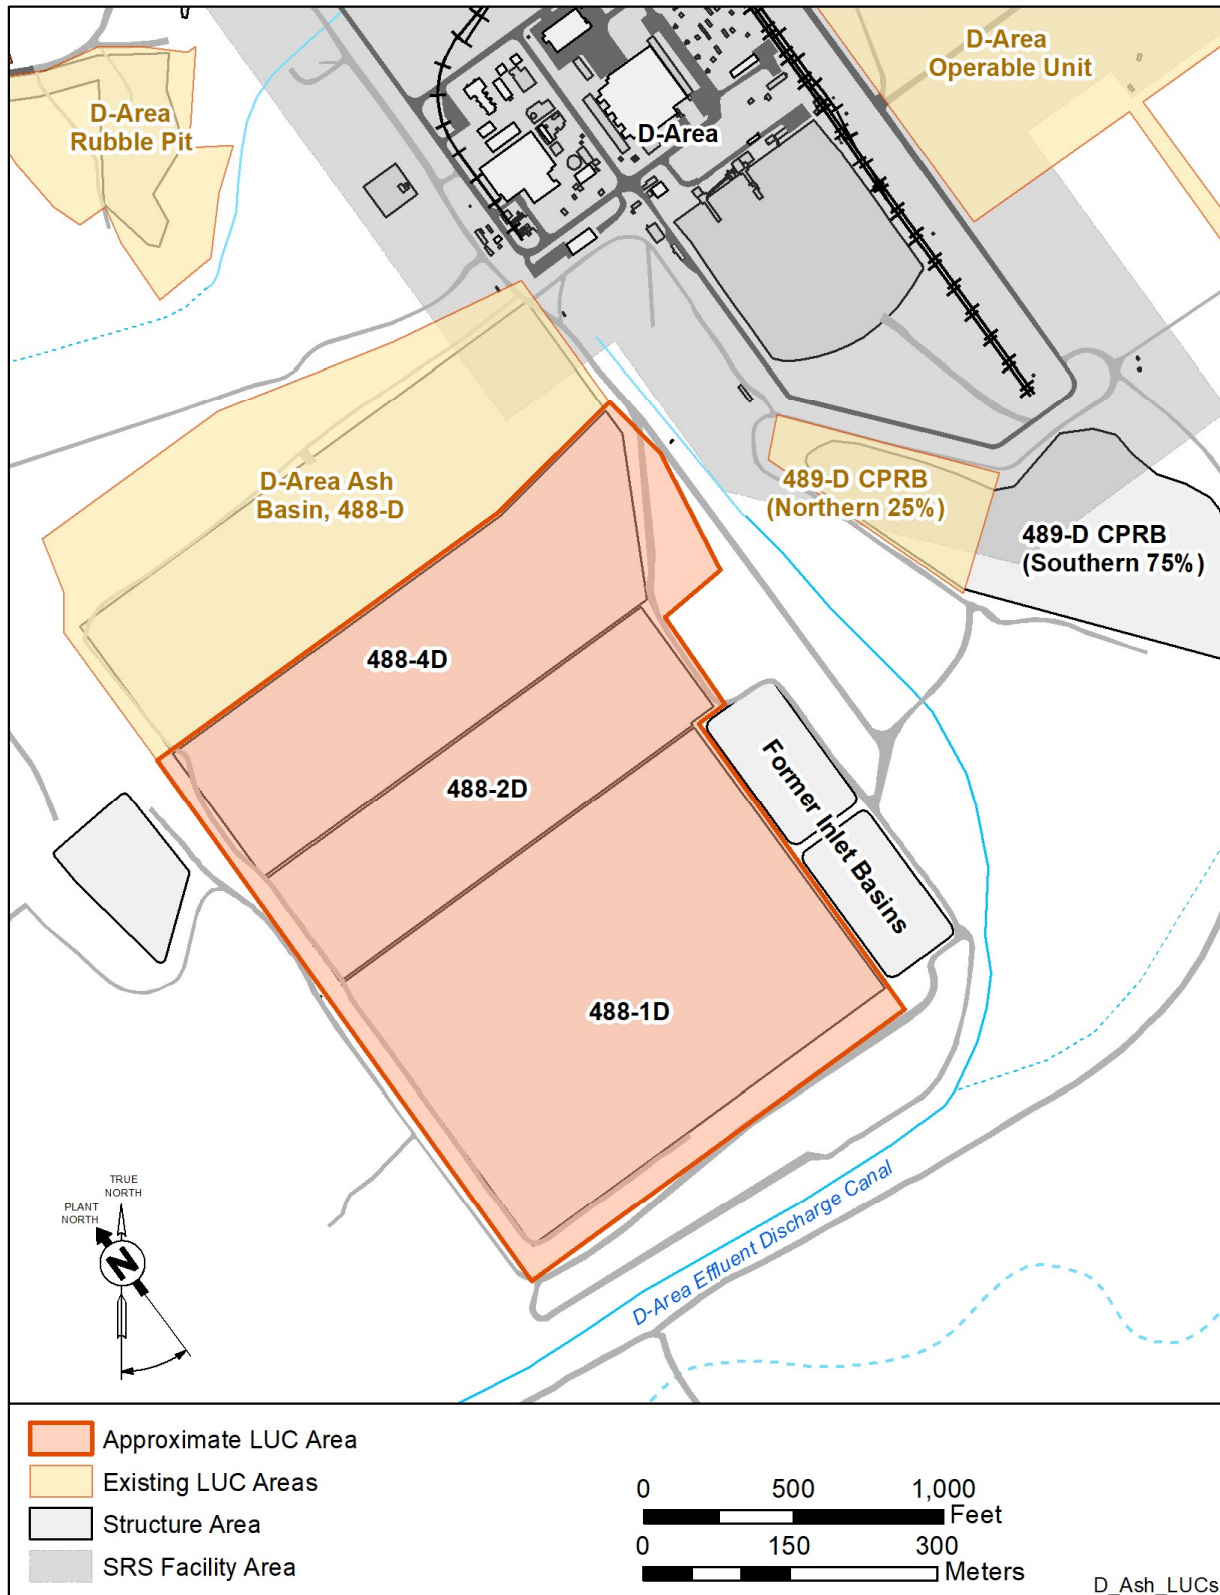 D-Area
Operable Unit
D-Area
Rubble Pit
D-Area
D-Area Ash
Basin, 488-D
489-D CPRB
(Northern 25%)
489-D CPRB
(Southern 75%)
488-4D
488-2D
Former Inlet Basins
488-1D
D-Area Effluent Discharge Canal
TRUE
NORTH
PLANT
NORTH
N
Approximate LUC Area
Existing LUC Areas
Structure Area
SRS Facility Area
0 500 1,000
Feet
0 150 300
Meters
D_Ash_LUCs